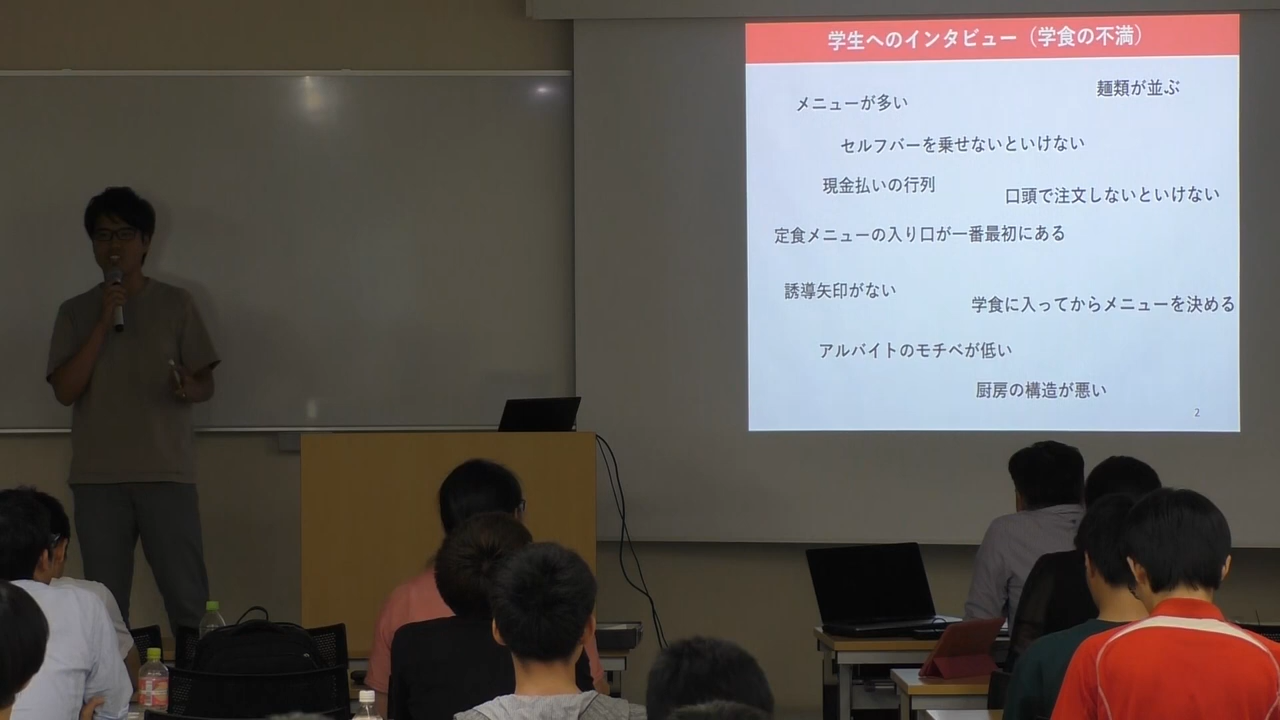 学生へのインタビュー（学食の不満）
麺類が並ぶ
メニューが多い
セルフバーを乗せないといけない
現金払いの行列
口頭で注文しないといけない
定食メニューの入り口が一番最初にある
誘導矢印がない
学食に入ってからメニューを決める
アルバイトのモチベが低い
厨房の構造が悪い
2